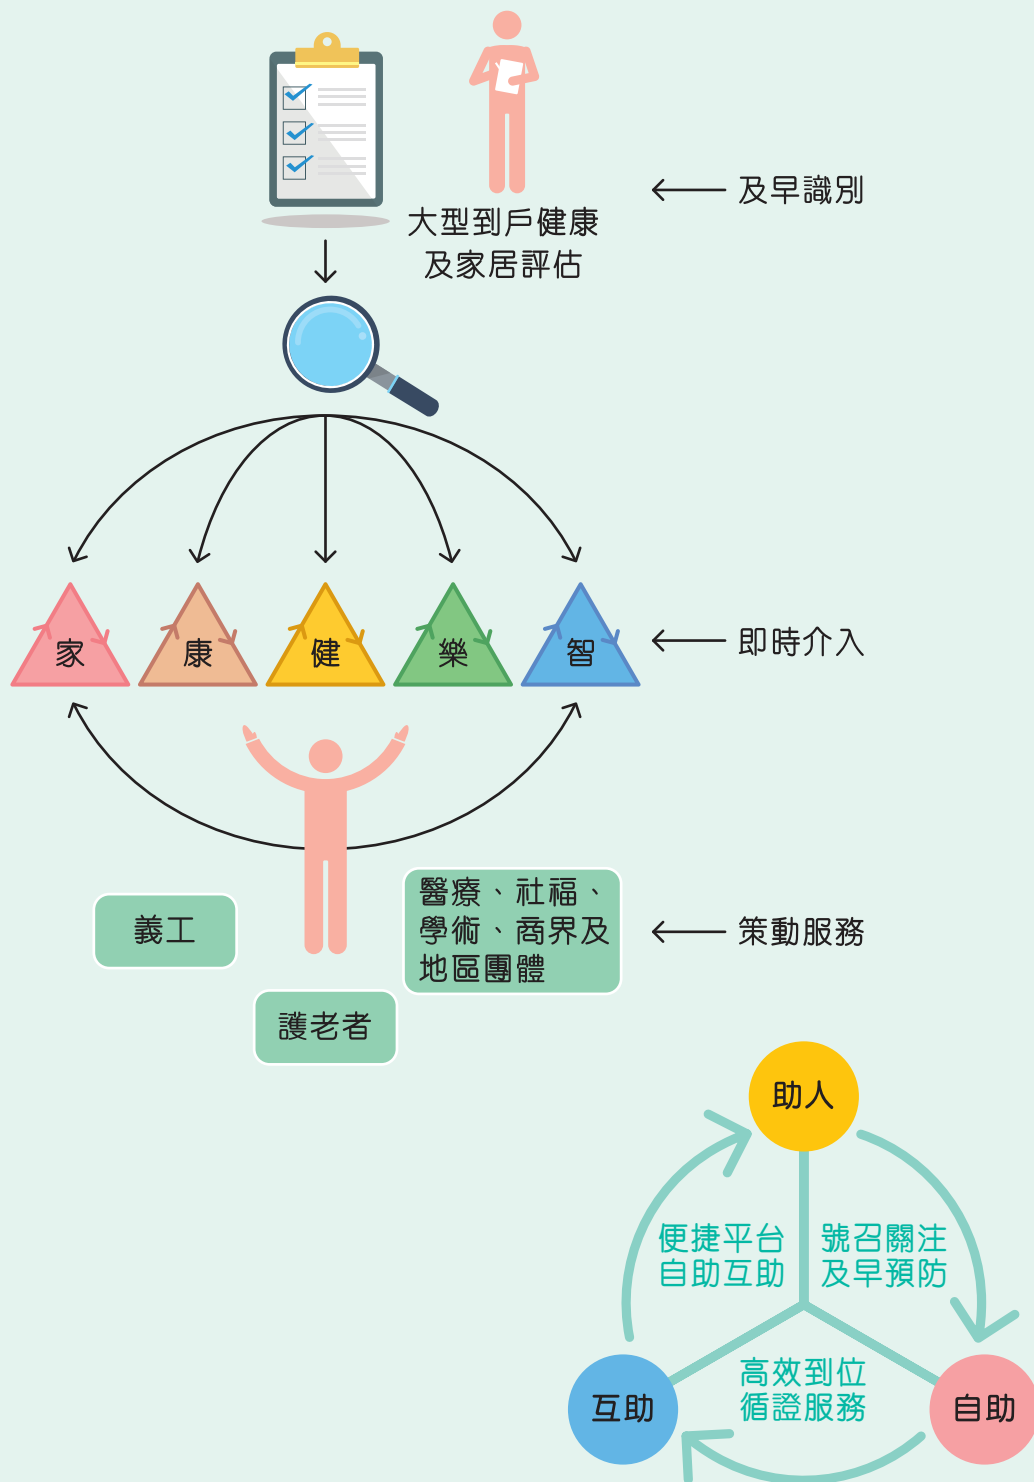 及早識別
大型到戶健康
及家居評估
家
康
健
樂
智
即時介入
義工
醫療、社福、
學術、商界及
地區團體
策動服務
護老者
助人
便捷平台
自助互助
號召關注
及早預防
高效到位
循證服務
互助
自助